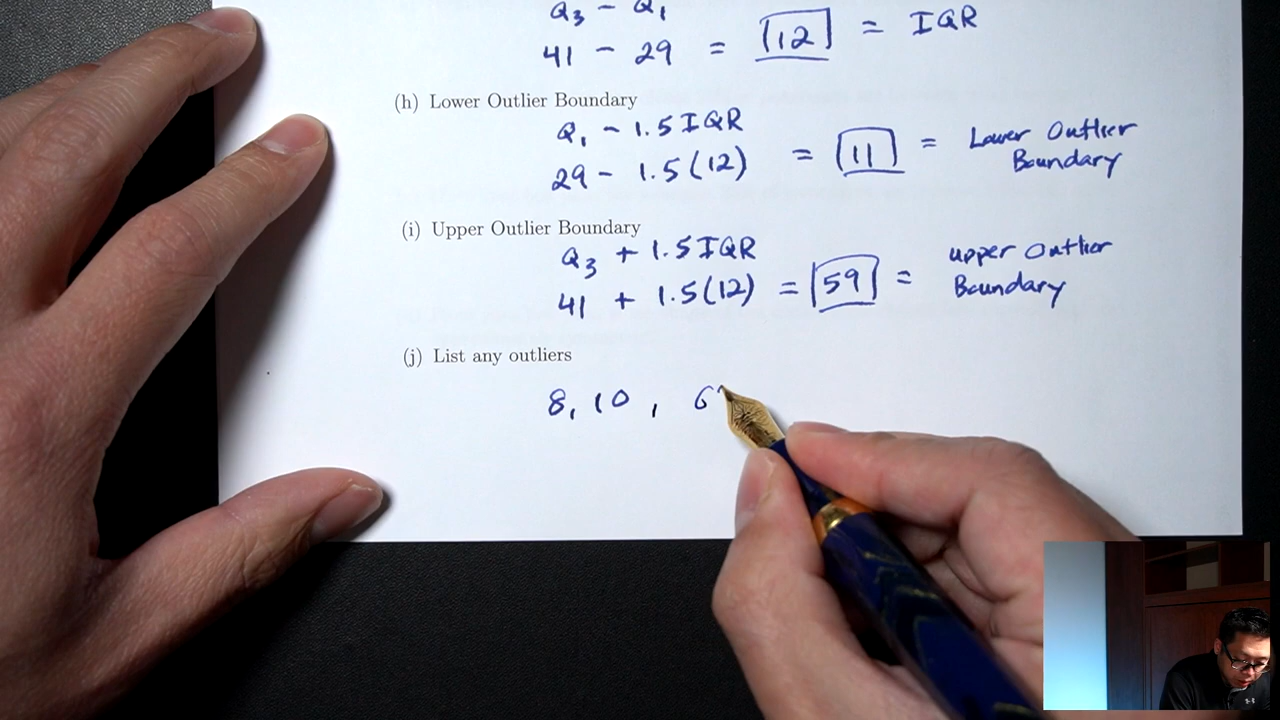 Q3 - Q1
41 - 29 = 12 = IQR
(h) Lower Outlier Boundary
Q1 - 1.5 IQR
29 - 1.5(12) = 11 = Lower Outlier Boundary
(i) Upper Outlier Boundary
Q3 + 1.5 IQR
41 + 1.5(12) = 59 = upper Outlier Boundary
(j) List any outliers
8, 10, 6